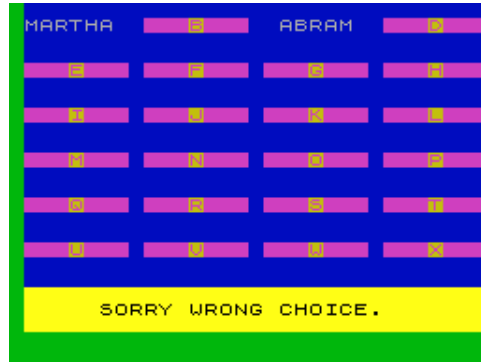 MARTHA B ABRAM D
E F G H
I J K L
M N O P
Q R S T
U V W X
SORRY WRONG CHOICE.